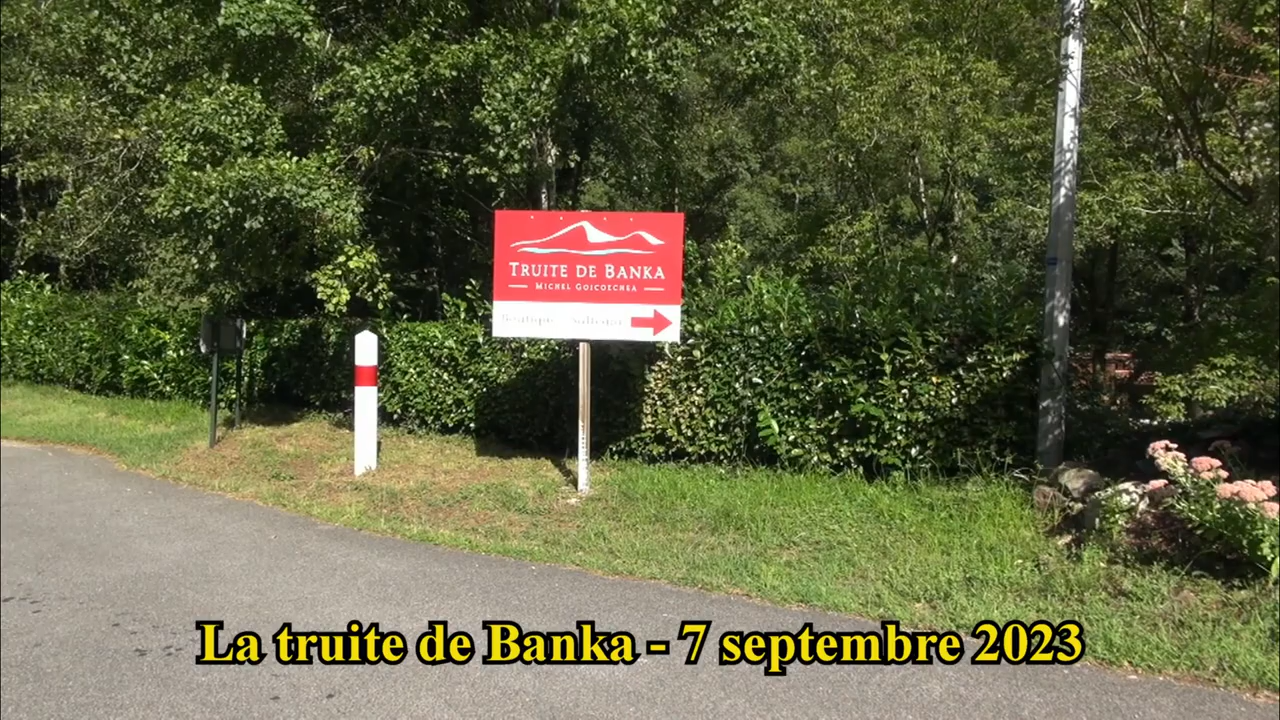 TRUITE DE BANKA
MICHEL GOICOECHEA
La truite de Banka - 7 septembre 2023